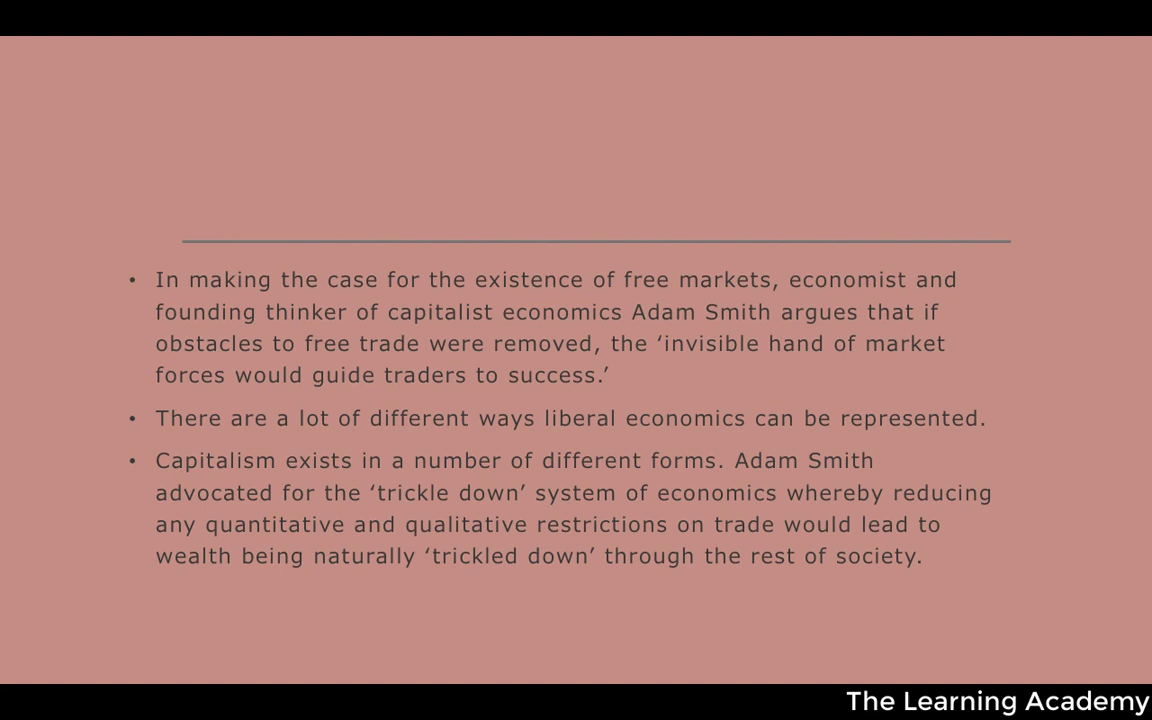 • In making the case for the existence of free markets, economist and
founding thinker of capitalist economics Adam Smith argues that if
obstacles to free trade were removed, the ‘invisible hand of market
forces would guide traders to success.’
• There are a lot of different ways liberal economics can be represented.
• Capitalism exists in a number of different forms. Adam Smith
advocated for the ‘trickle down’ system of economics whereby reducing
any quantitative and qualitative restrictions on trade would lead to
wealth being naturally ‘trickled down’ through the rest of society.
The Learning Academy